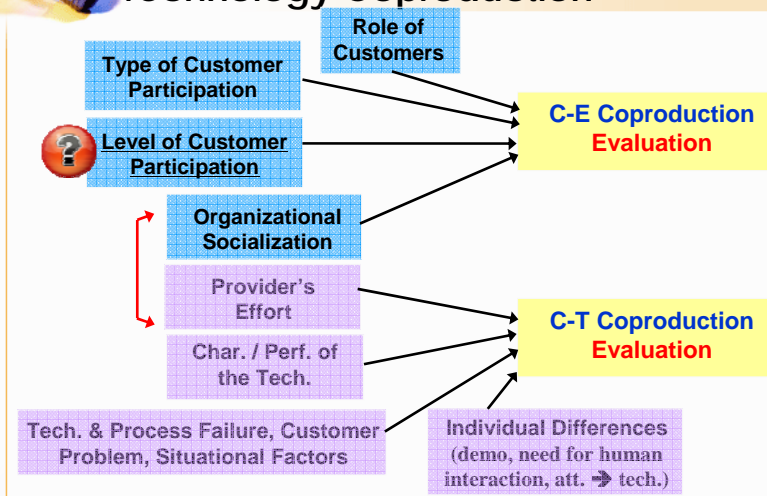 Technology Coproduction
Role of
Customers
Type of Customer
Participation
C-E Coproduction
Evaluation
?
Level of Customer
Participation
Organizational
Socialization
Provider's
Effort
C-T Coproduction
Evaluation
Char. / Perf. of
the Tech.
Tech. & Process Failure, Customer
Problem, Situational Factors
Individual Differences
(demo, need for human
interaction, att. ➔ tech.)